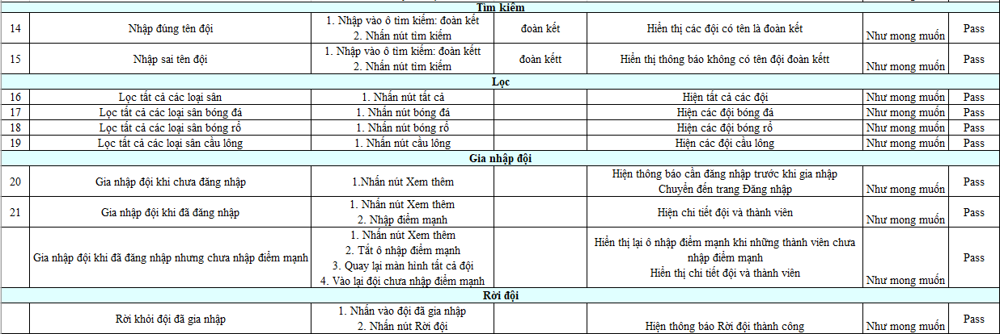 Tìm kiếm
14 Nhập đúng tên đội 1. Nhập vào ô tìm kiếm: đoàn kết đoàn kết Hiển thị các đội có tên là đoàn kết Như mong muốn Pass
2. Nhấn nút tìm kiếm
15 Nhập sai tên đội 1. Nhập vào ô tìm kiếm: đoàn kêtt đoàn kêtt Hiển thị thông báo không có tên đội đoàn kêtt Như mong muốn Pass
2. Nhấn nút tìm kiếm
Lọc
16 Lọc tất cả các loại sân 1. Nhấn nút tất cả Hiện tất cả các đội Như mong muốn Pass
17 Lọc tất cả các loại sân bóng đá 1. Nhấn nút bóng đá Hiện các đội bóng đá Như mong muốn Pass
18 Lọc tất cả các loại sân bóng rổ 1. Nhấn nút bóng rổ Hiện các đội bóng rổ Như mong muốn Pass
19 Lọc tất cả các loại sân cầu lông 1. Nhấn nút cầu lông Hiện các đội cầu lông Như mong muốn Pass
Gia nhập đội
20 Gia nhập đội khi chưa đăng nhập 1.Nhấn nút Xem thêm Hiện thông báo cần đăng nhập trước khi gia nhập Như mong muốn Pass
Chuyển đến trang Đăng nhập
21 Gia nhập đội khi đã đăng nhập 1. Nhấn nút Xem thêm Hiện chi tiết đội và thành viên Như mong muốn Pass
2. Nhập điểm mạnh
Gia nhập đội khi đã đăng nhập nhưng chưa nhập điểm mạnh 1. Nhấn nút Xem thêm Hiển thị lại ô nhập điểm mạnh khi những thành viên chưa Như mong muốn Pass
2. Tắt ô nhập điểm mạnh nhập điểm mạnh
3. Quay lại màn hình tất cả đội Hiển thị chi tiết đội và thành viên
4. Vào lại đội chưa nhập điểm mạnh
Rời đội
Rời khỏi đội đã gia nhập 1. Nhấn vào đội đã gia nhập Hiện thông báo Rời đội thành công Như mong muốn Pass
2. Nhấn nút Rời đội